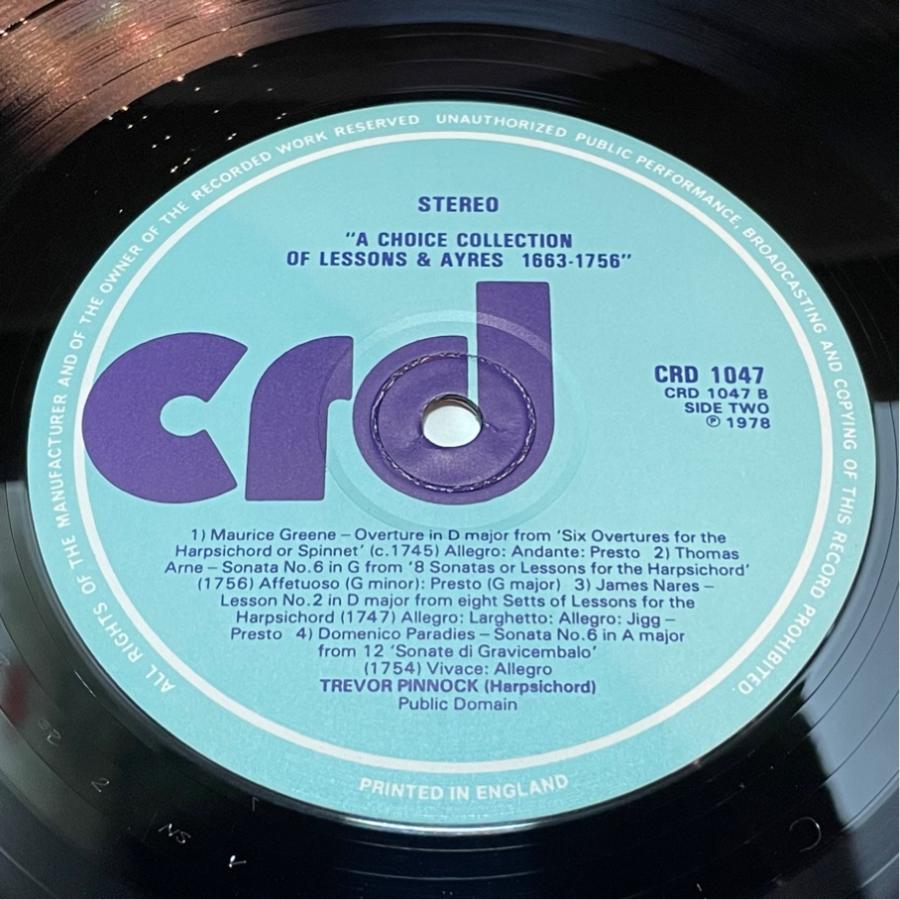 ALL RIGHTS OF THE MANUFACTURER AND OF THE OWNER OF THE RECORDED WORK RESERVED UNAUTHORIZED PUBLIC PERFORMANCE, BROADCASTING AND COPYING OF THIS RECORD PROHIBITED.
STEREO
"A CHOICE COLLECTION
OF LESSONS & AYRES 1663-1756"
crd
CRD 1047
CRD 1047 B
SIDE TWO
℗ 1978
1) Maurice Greene – Overture in D major from 'Six Overtures for the
Harpsichord or Spinnet' (c.1745) Allegro: Andante: Presto 2) Thomas
Arne – Sonata No.6 in G from '8 Sonatas or Lessons for the Harpsichord'
(1756) Affetuoso (G minor): Presto (G major) 3) James Nares –
Lesson No.2 in D major from eight Setts of Lessons for the
Harpsichord (1747) Allegro: Larghetto: Allegro: Jigg –
Presto 4) Domenico Paradies – Sonata No.6 in A major
from 12 'Sonate di Gravicembalo'
(1754) Vivace: Allegro
TREVOR PINNOCK (Harpsichord)
Public Domain
PRINTED IN ENGLAND